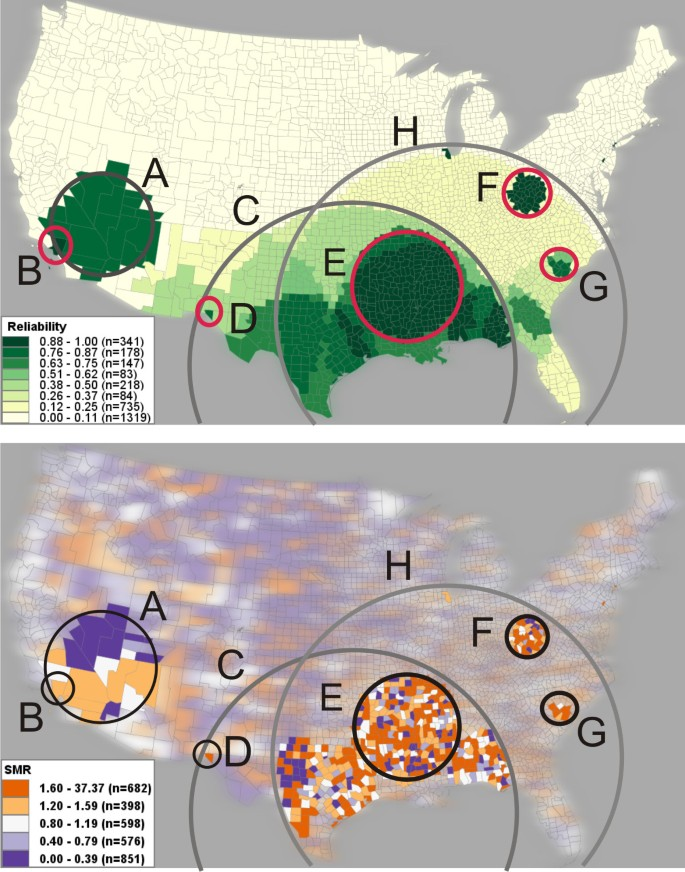 H
A
F
C
E
B
G
D
Reliability
0.88 - 1.00 (n=341)
0.76 - 0.87 (n=178)
0.63 - 0.75 (n=147)
0.51 - 0.62 (n=83)
0.38 - 0.50 (n=218)
0.26 - 0.37 (n=84)
0.12 - 0.25 (n=735)
0.00 - 0.11 (n=1319)
H
A
F
C
E
B
G
D
SMR
1.60 - 37.37 (n=682)
1.20 - 1.59 (n=398)
0.80 - 1.19 (n=598)
0.40 - 0.79 (n=576)
0.00 - 0.39 (n=851)